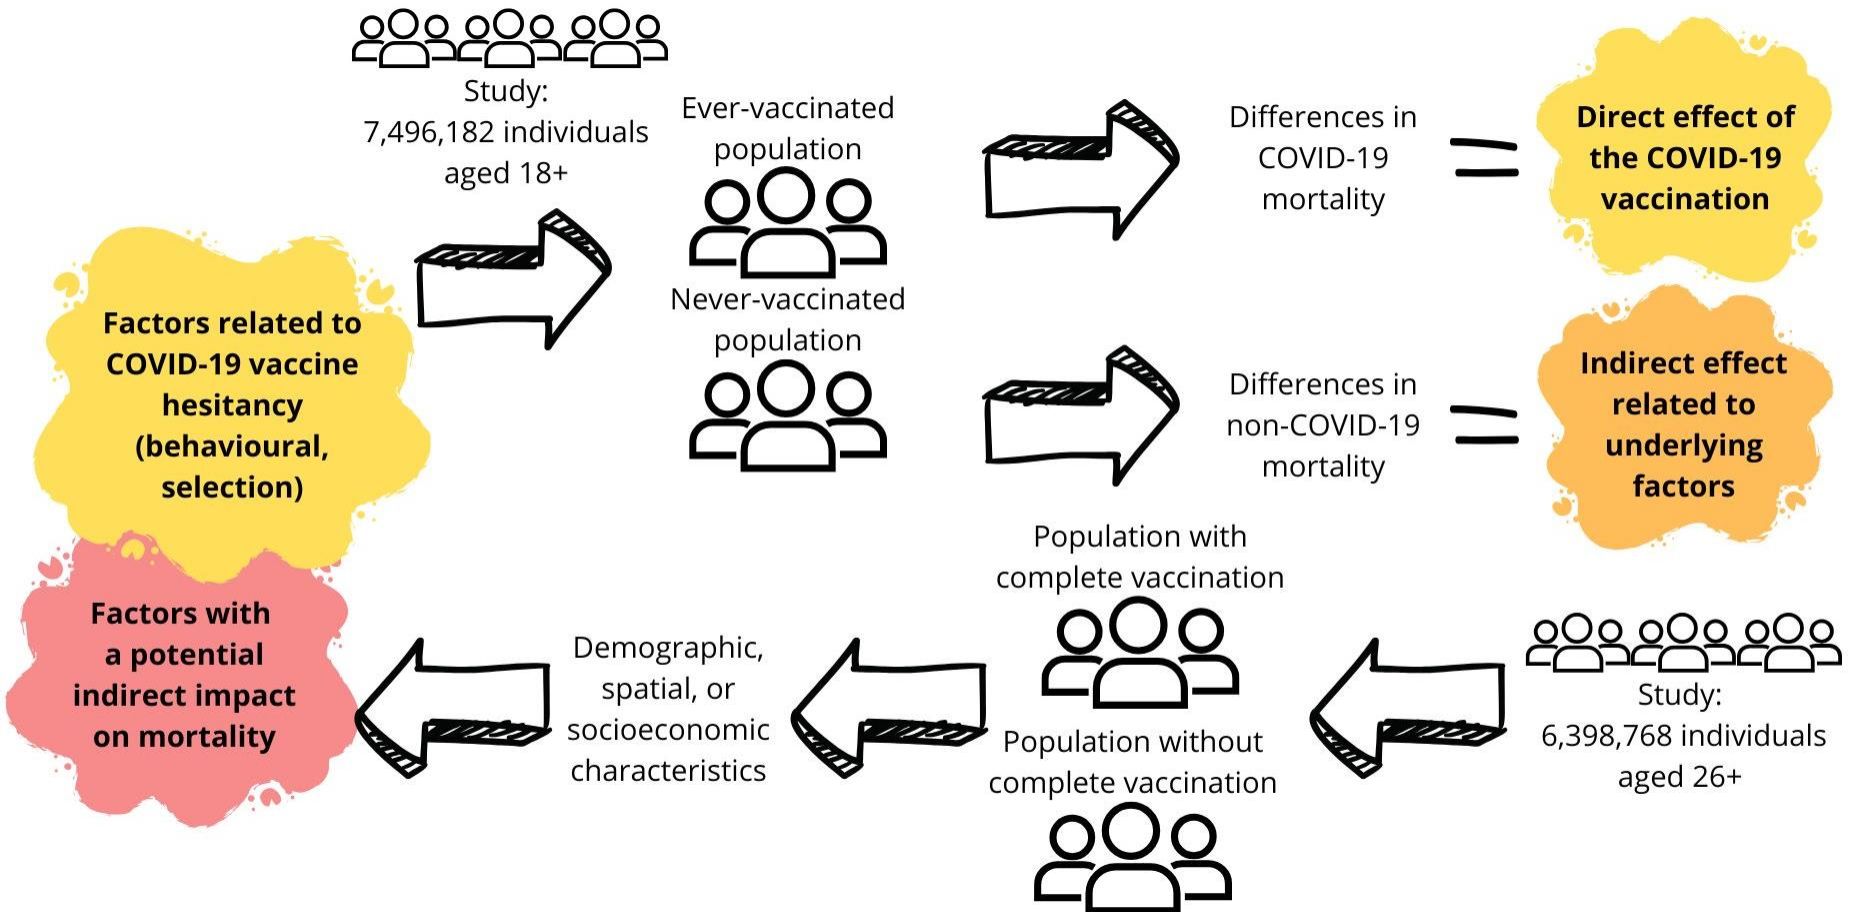 Study:
7,496,182 individuals
aged 18+
Ever-vaccinated
population
Never-vaccinated
population
Differences in
COVID-19
mortality
Direct effect of
the COVID-19
vaccination
Differences in
non-COVID-19
mortality
Indirect effect
related to
underlying
factors
Factors related to
COVID-19 vaccine
hesitancy
(behavioural,
selection)
Factors with
a potential
indirect impact
on mortality
Demographic,
spatial, or
socioeconomic
characteristics
Population with
complete vaccination
Population without
complete vaccination
Study:
6,398,768 individuals
aged 26+